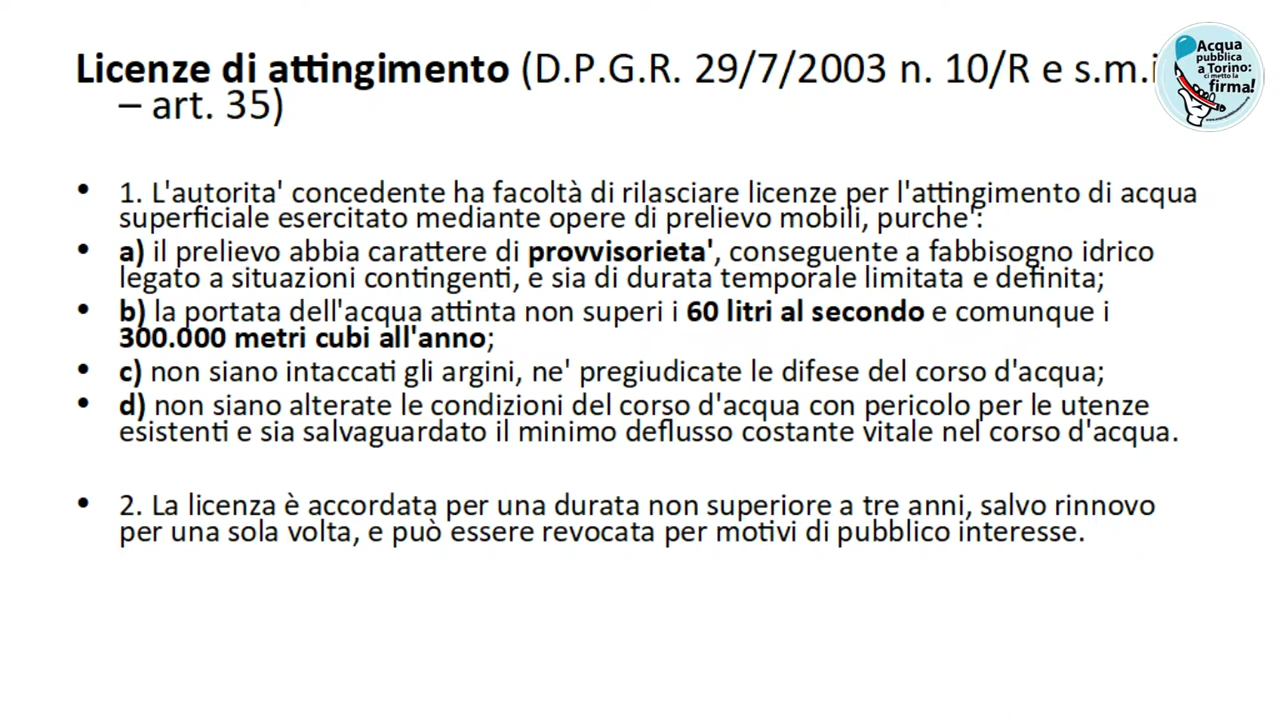 Licenze di attingimento (D.P.G.R. 29/7/2003 n. 10/R e s.m.i
– art. 35)
Acqua
pubblica
a Torino:
ci metto la
firma!
• 1. L'autorita' concedente ha facoltà di rilasciare licenze per l'attingimento di acqua
superficiale esercitato mediante opere di prelievo mobili, purche':
• a) il prelievo abbia carattere di provvisorieta', conseguente a fabbisogno idrico
legato a situazioni contingenti, e sia di durata temporale limitata e definita;
• b) la portata dell'acqua attinta non superi i 60 litri al secondo e comunque i
300.000 metri cubi all'anno;
• c) non siano intaccati gli argini, ne' pregiudicate le difese del corso d'acqua;
• d) non siano alterate le condizioni del corso d'acqua con pericolo per le utenze
esistenti e sia salvaguardato il minimo deflusso costante vitale nel corso d'acqua.
• 2. La licenza è accordata per una durata non superiore a tre anni, salvo rinnovo
per una sola volta, e può essere revocata per motivi di pubblico interesse.